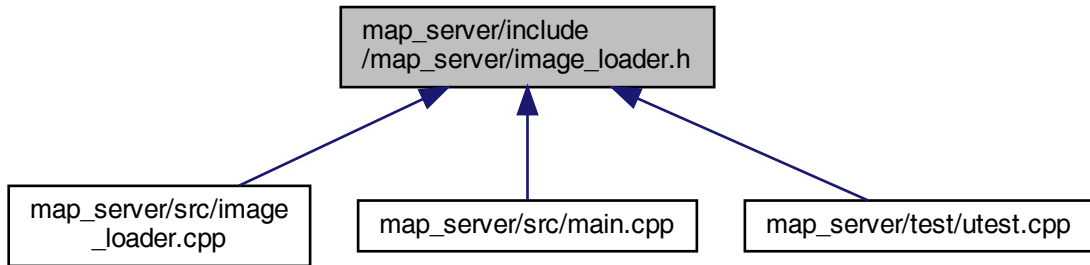 map_server/include
/map_server/image_loader.h
map_server/src/image
_loader.cpp
map_server/src/main.cpp
map_server/test/utest.cpp